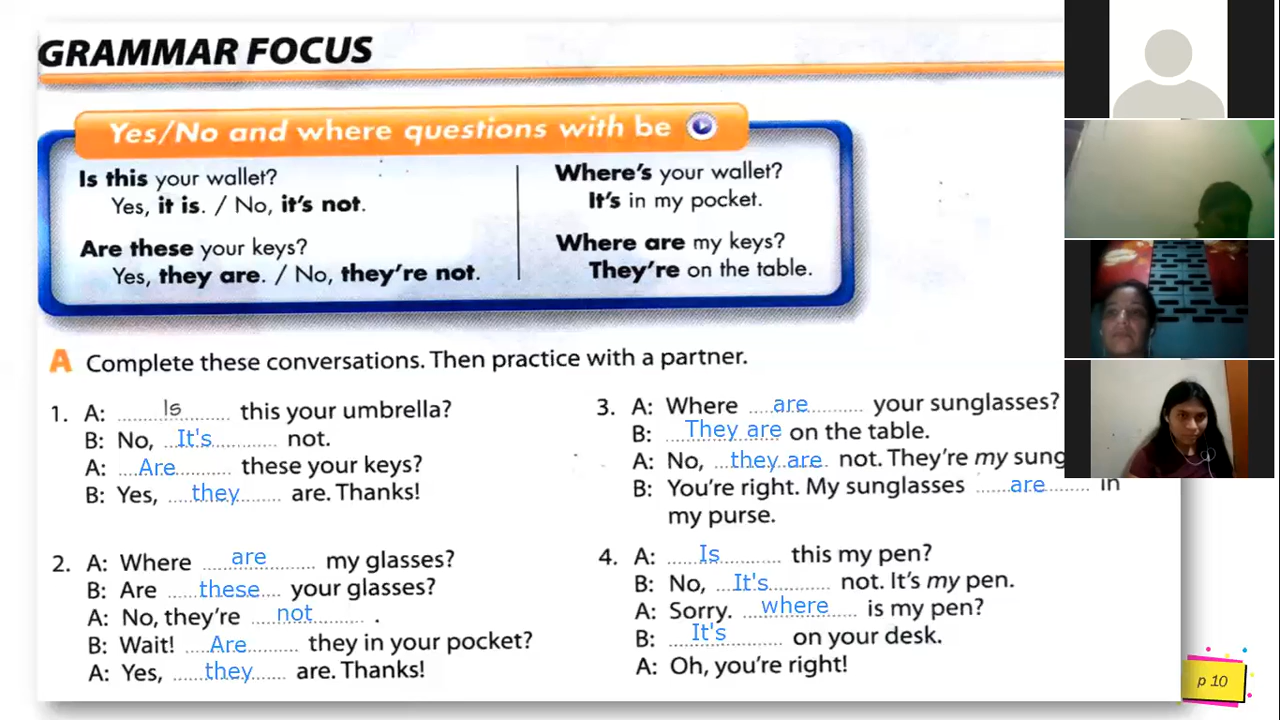 GRAMMAR FOCUS
Yes/No and where questions with be
Is this your wallet?
Yes, it is. / No, it's not.
Are these your keys?
Yes, they are. / No, they're not.
Where's your wallet?
It's in my pocket.
Where are my keys?
They're on the table.
A Complete these conversations. Then practice with a partner.
1. A: Is this your umbrella?
B: No, It's not.
A: Are these your keys?
B: Yes, they are. Thanks!
2. A: Where are my glasses?
B: Are these your glasses?
A: No, they're not .
B: Wait! Are they in your pocket?
A: Yes, they are. Thanks!
3. A: Where are your sunglasses?
B: They are on the table.
A: No, they are not. They're my sung
B: You're right. My sunglasses are in
my purse.
4. A: Is this my pen?
B: No, It's not. It's my pen.
A: Sorry. where is my pen?
B: It's on your desk.
A: Oh, you're right!
p 10